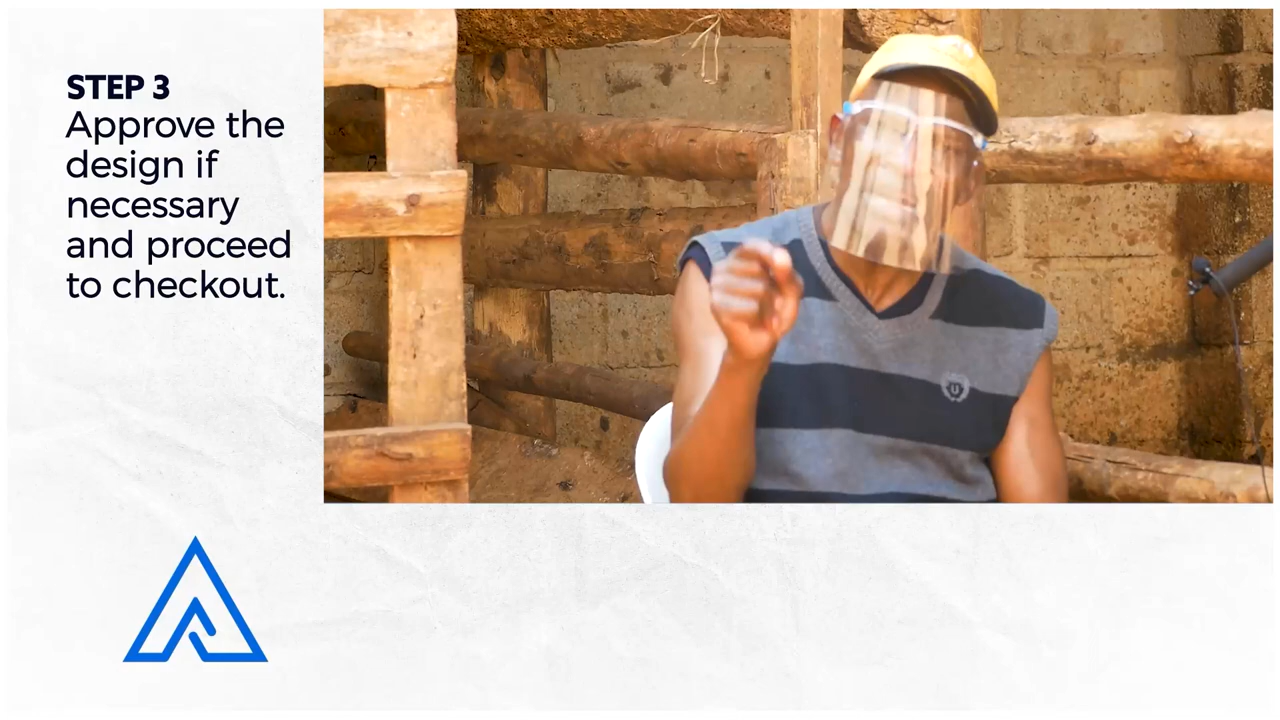 STEP 3
Approve the
design if
necessary
and proceed
to checkout.